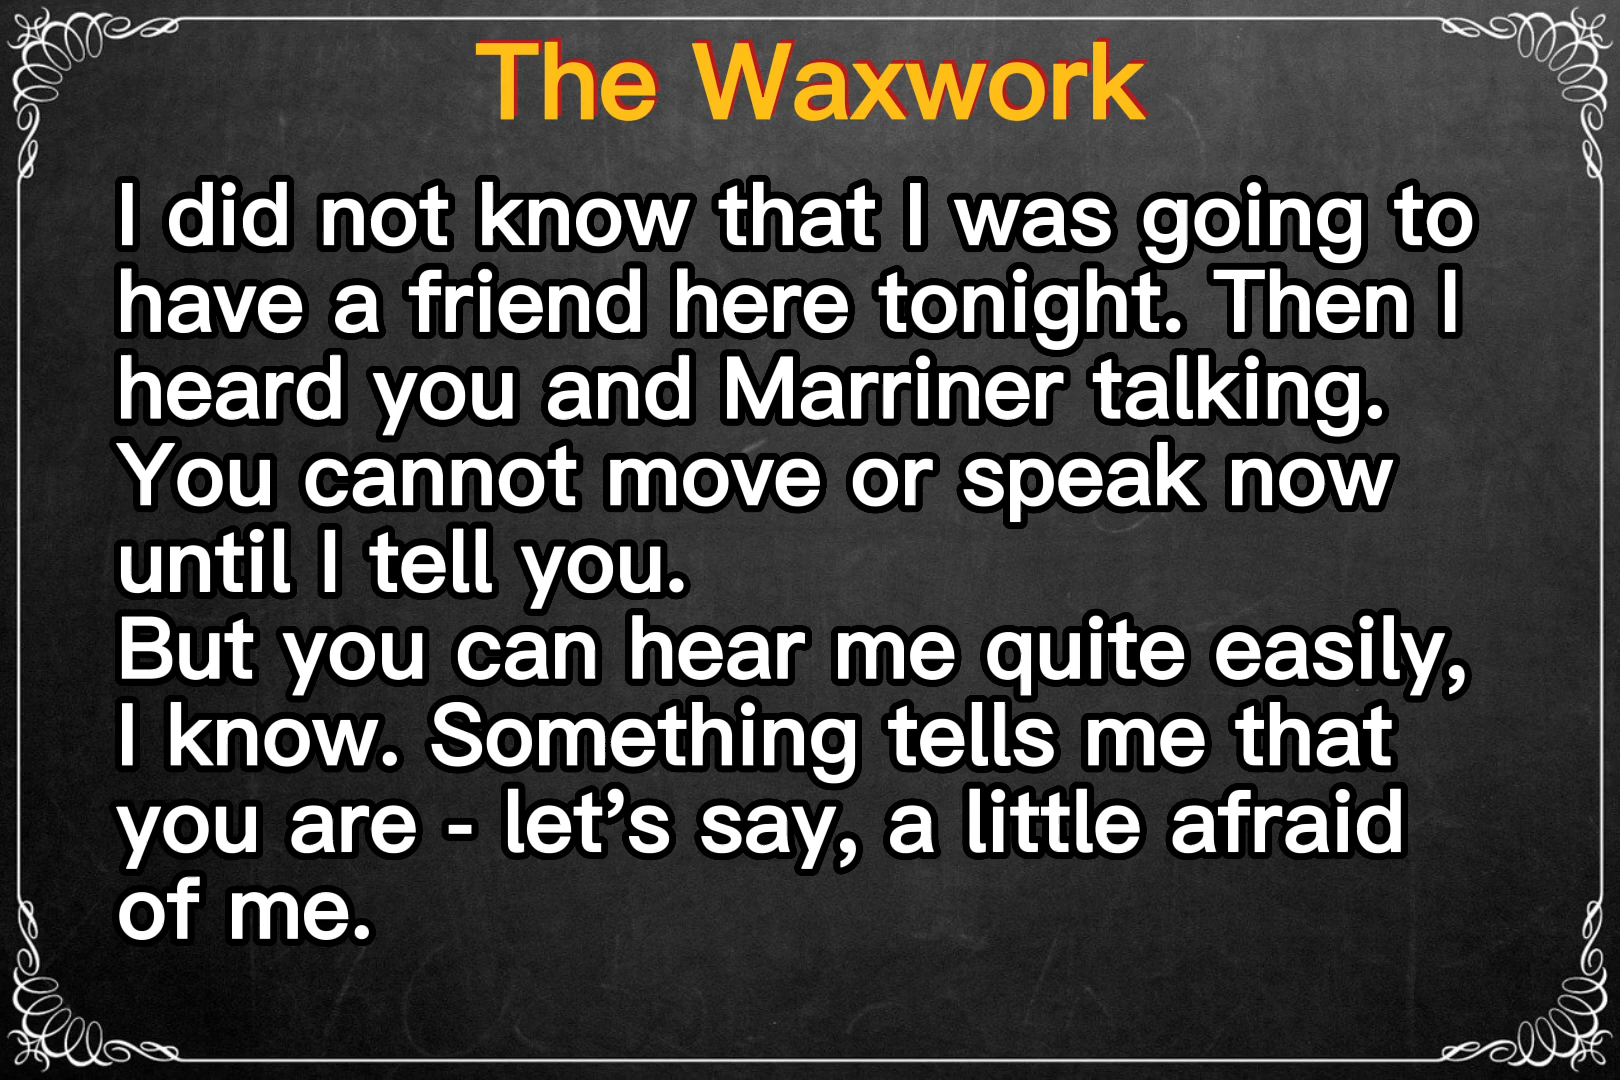 The Waxwork
I did not know that I was going to
have a friend here tonight. Then I
heard you and Marriner talking.
You cannot move or speak now
until I tell you.
But you can hear me quite easily,
I know. Something tells me that
you are - let’s say, a little afraid
of me.